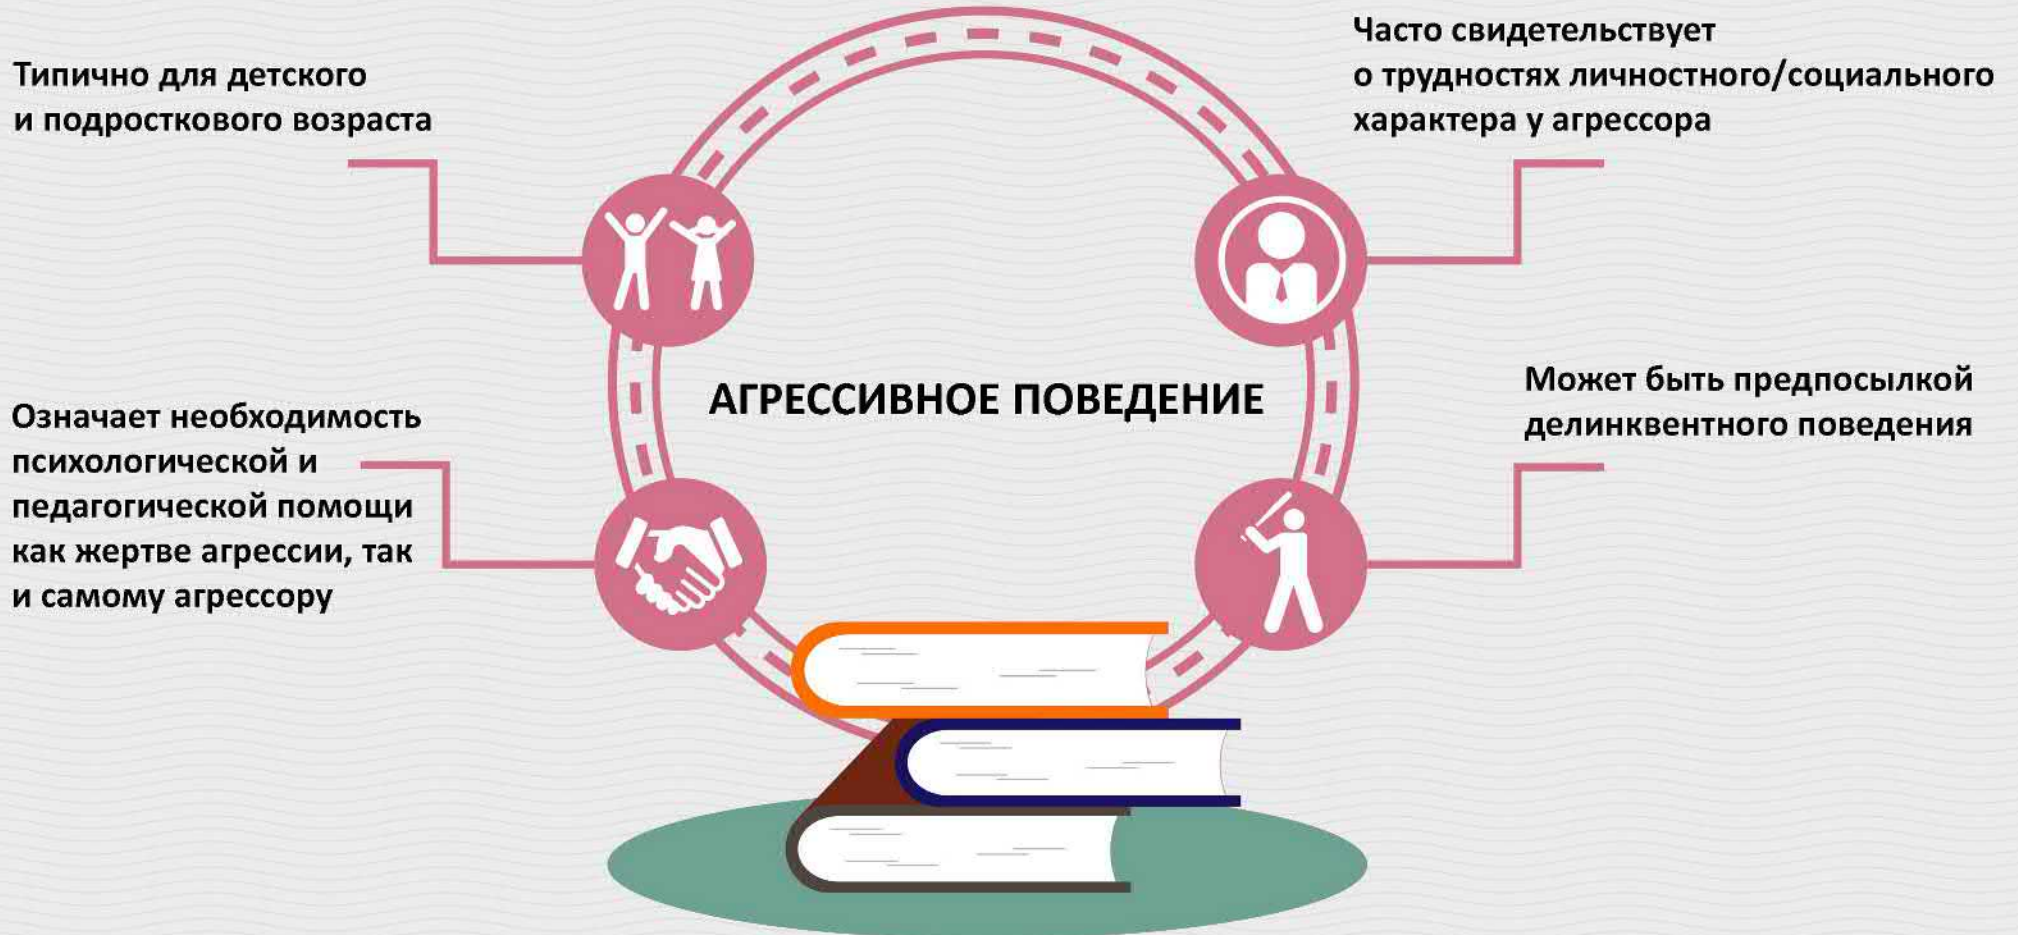 Типично для детского
и подросткового возраста
Часто свидетельствует
о трудностях личностного/социального
характера у агрессора
АГРЕССИВНОЕ ПОВЕДЕНИЕ
Означает необходимость
психологической и
педагогической помощи
как жертве агрессии, так
и самому агрессору
Может быть предпосылкой
делинквентного поведения